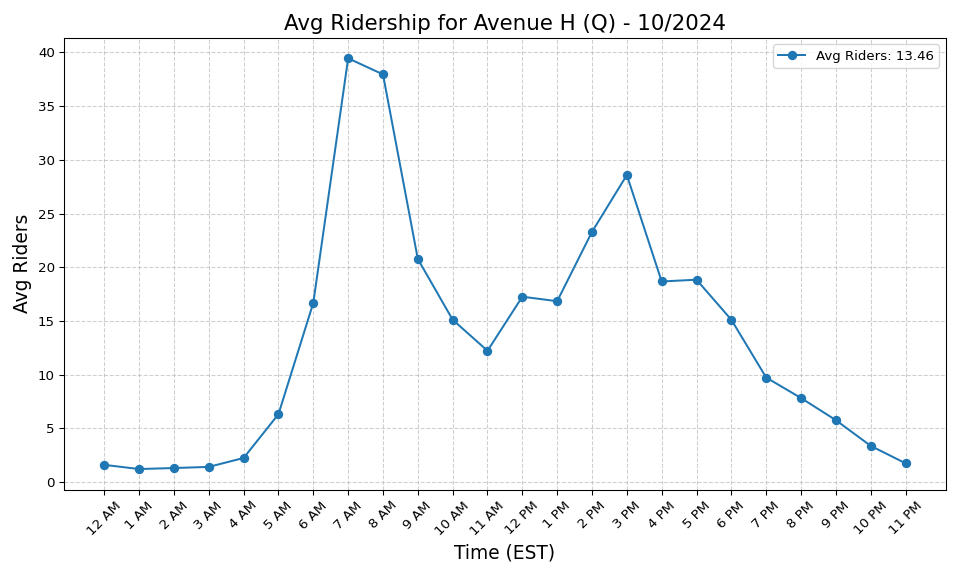 Avg Ridership for Avenue H (Q) - 10/2024
Avg Riders: 13.46
Avg Riders
40
35
30
25
20
15
10
5
0
12 AM
1 AM
2 AM
3 AM
4 AM
5 AM
6 AM
7 AM
8 AM
9 AM
10 AM
11 AM
12 PM
1 PM
2 PM
3 PM
4 PM
5 PM
6 PM
7 PM
8 PM
9 PM
10 PM
11 PM
Time (EST)